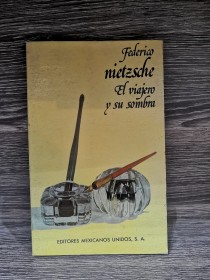 Federico
nietzsche
El viajero
y su sombra
EDITORES MEXICANOS UNIDOS, S. A.